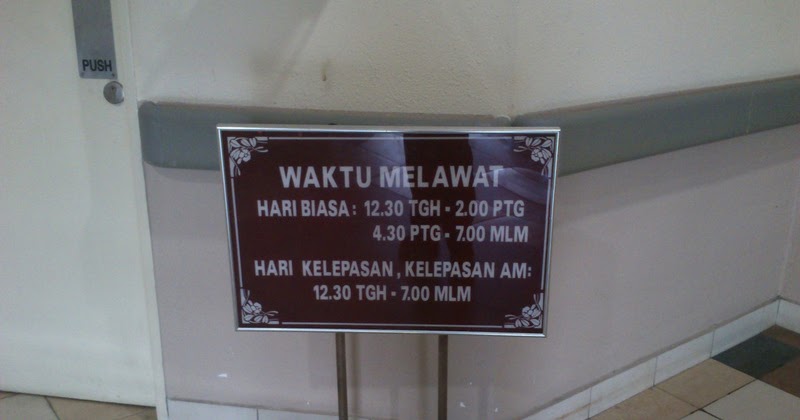 PUSH
WAKTU MELAWAT
HARI BIASA: 12.30 TGH - 2.00 PTG
4.30 PTG - 7.00 MLM
HARI KELEPASAN, KELEPASAN AM:
12.30 TGH - 7.00 MLM